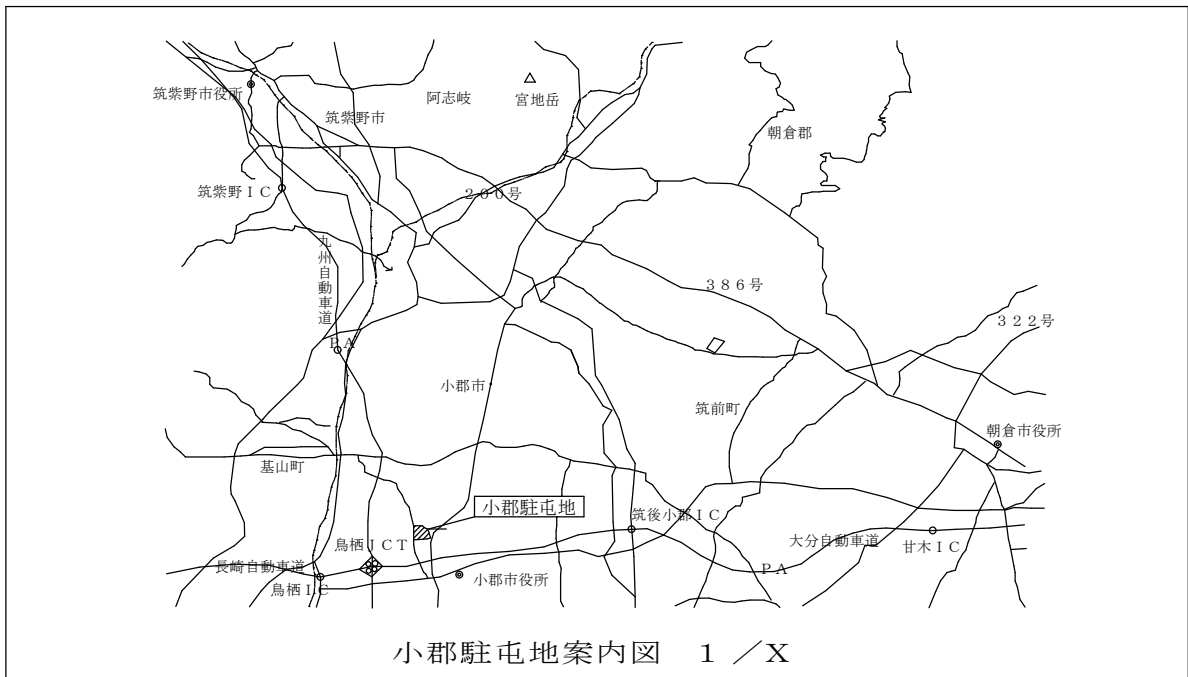 筑紫野市役所
阿志岐
宮地岳
筑紫野市
朝倉郡
筑紫野ＩＣ
２００号
九州自動車道
３８６号
３２２号
ＰＡ
小郡市
筑前町
朝倉市役所
基山町
小郡駐屯地
筑後小郡ＩＣ
鳥栖ＪＣＴ
大分自動車道
甘木ＩＣ
長崎自動車道
ＰＡ
鳥栖ＩＣ
小郡市役所
小郡駐屯地案内図　１／Ｘ